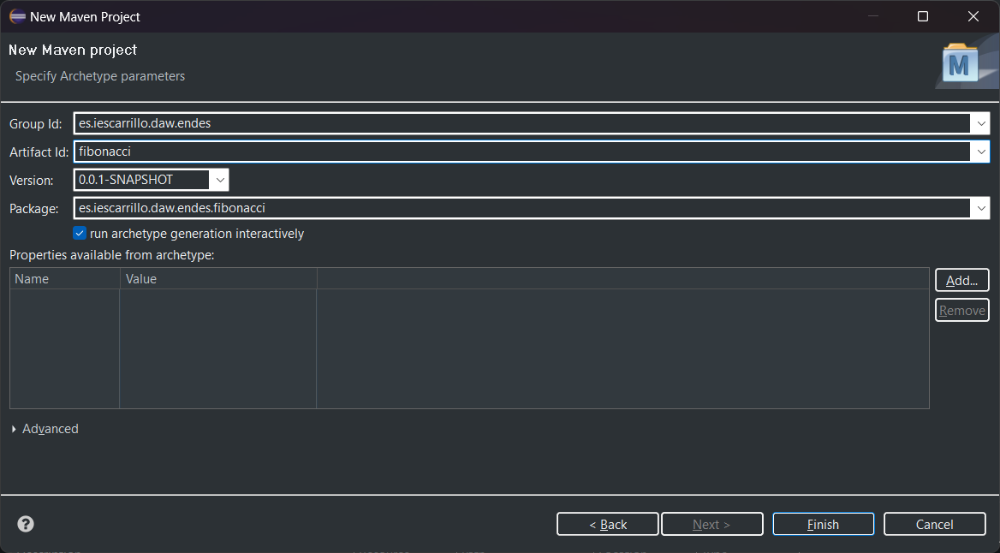 New Maven Project
New Maven project
Specify Archetype parameters
M
Group Id: es.iescarrillo.daw.endes
Artifact Id: fibonacci
Version: 0.0.1-SNAPSHOT
Package: es.iescarrillo.daw.endes.fibonacci
run archetype generation interactively
Properties available from archetype:
Name Value
Add...
Remove
Advanced
?
< Back Next > Finish Cancel